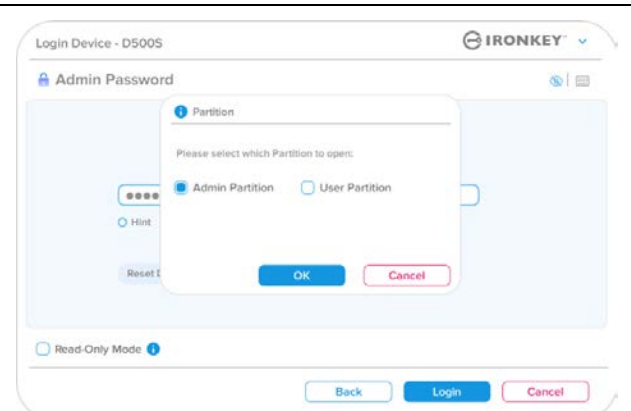 Login Device - D500S
IRONKEY
Admin Password
Partition
Please select which Partition to open:
Admin Partition User Partition
Hint
Reset
OK Cancel
Read-Only Mode
Back Login Cancel